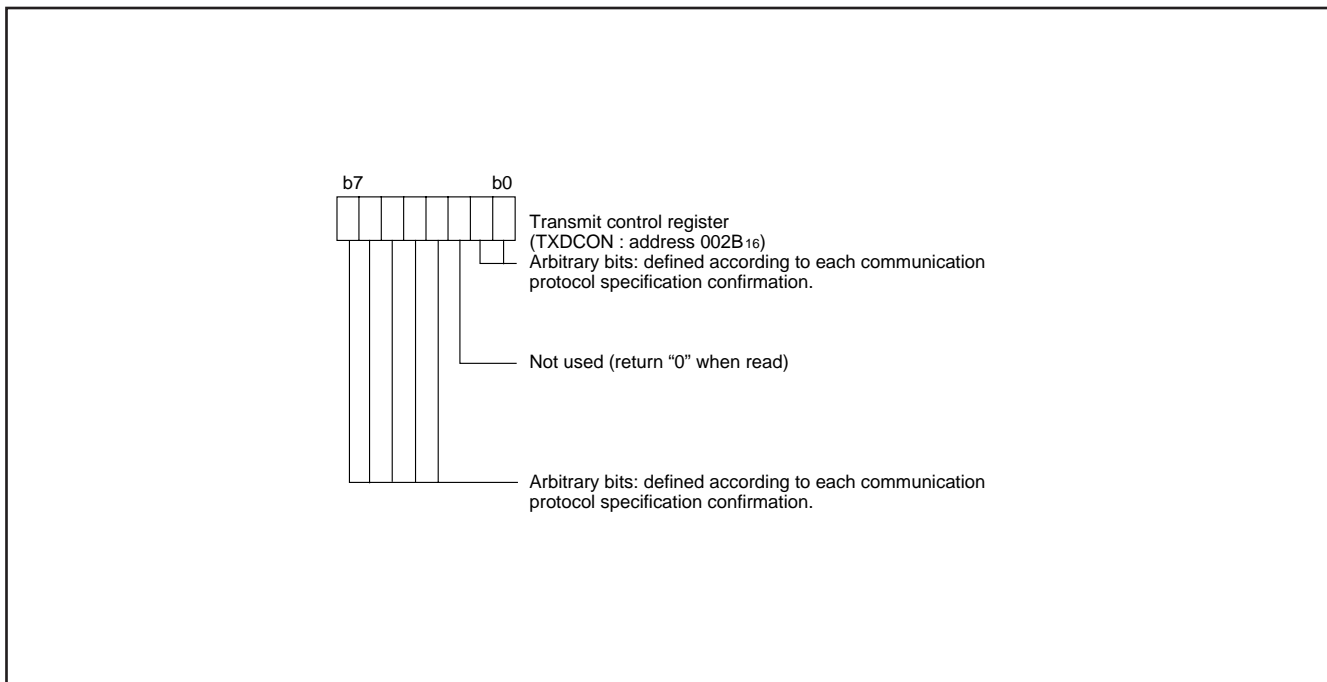 b7 b0
Transmit control register
(TXDCON : address 002B16)
Arbitrary bits: defined according to each communication
protocol specification confirmation.
Not used (return “0” when read)
Arbitrary bits: defined according to each communication
protocol specification confirmation.